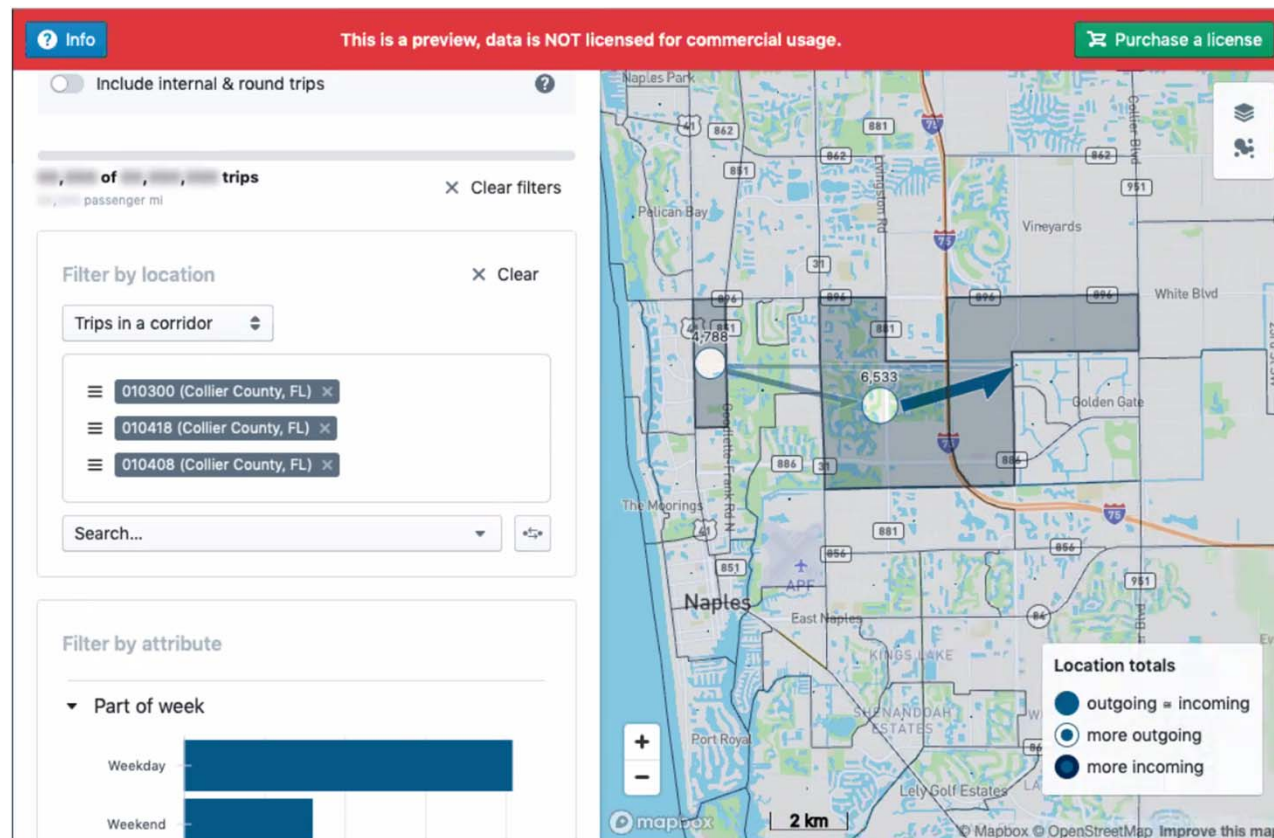 Info
This is a preview, data is NOT licensed for commercial usage.
Purchase a license
Include internal & round trips
of
trips
passenger mi
Clear filters
Filter by location
Clear
Trips in a corridor
010300 (Collier County, FL)
010418 (Collier County, FL)
010408 (Collier County, FL)
Search...
Filter by attribute
Part of week
Weekday
Weekend
Naples Park
41
862
881
75
Collier Blvd
862
862
851
Livingston Rd
951
Pelican Bay
Vineyards
75
31
896
896
896
896
White Blvd
41
851
881
4,788
6,533
Golden Gate
Goodlette-Frank Rd N
75
886
31
886
The Moorings
41
881
75
856
856
851
APF
951
Naples
East Naples
84
KINGS LAKE
SHENANDOAH
ESTATES
Port Royal
Lely Golf Estates
Location totals
outgoing = incoming
more outgoing
more incoming
+
−
mapbox
2 km
© Mapbox © OpenStreetMap Improve this map